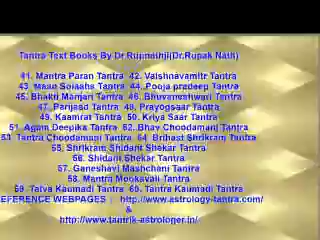 Tantra Text Books By Dr.Rupnathji(Dr.Rupak Nath)
41. Mantra Paran Tantra 42. Vaishnavamitr Tantra
43. Maan Solaaha Tantra 44. Pooja pradeep Tantra
45. Bhakti Manjari Tantra 46. Bhuvaneshwari Tantra
47. Parijaad Tantra 48. Prayogsaar Tantra
49. Kaamrat Tantra 50. Kriya Saar Tantra
51. Agam Deepika Tantra 52. Bhav Choodamani Tantra
53. Tantra Choodamani Tantra 54. Brihast Shrikram Tantra
55. Shrikram Shidant Shekar Tantra
56. Shidant Shekar Tantra
57. Ganeshavi Mashchani Tantra
58. Mantra Mookavali Tantra
59. Tatva Kaumadi Tantra 60. Tantra Kaumadi Tantra
EFERENCE WEBPAGES : http://www.astrology-tantra.com/
&
http://www.tantrik-astrologer.in/